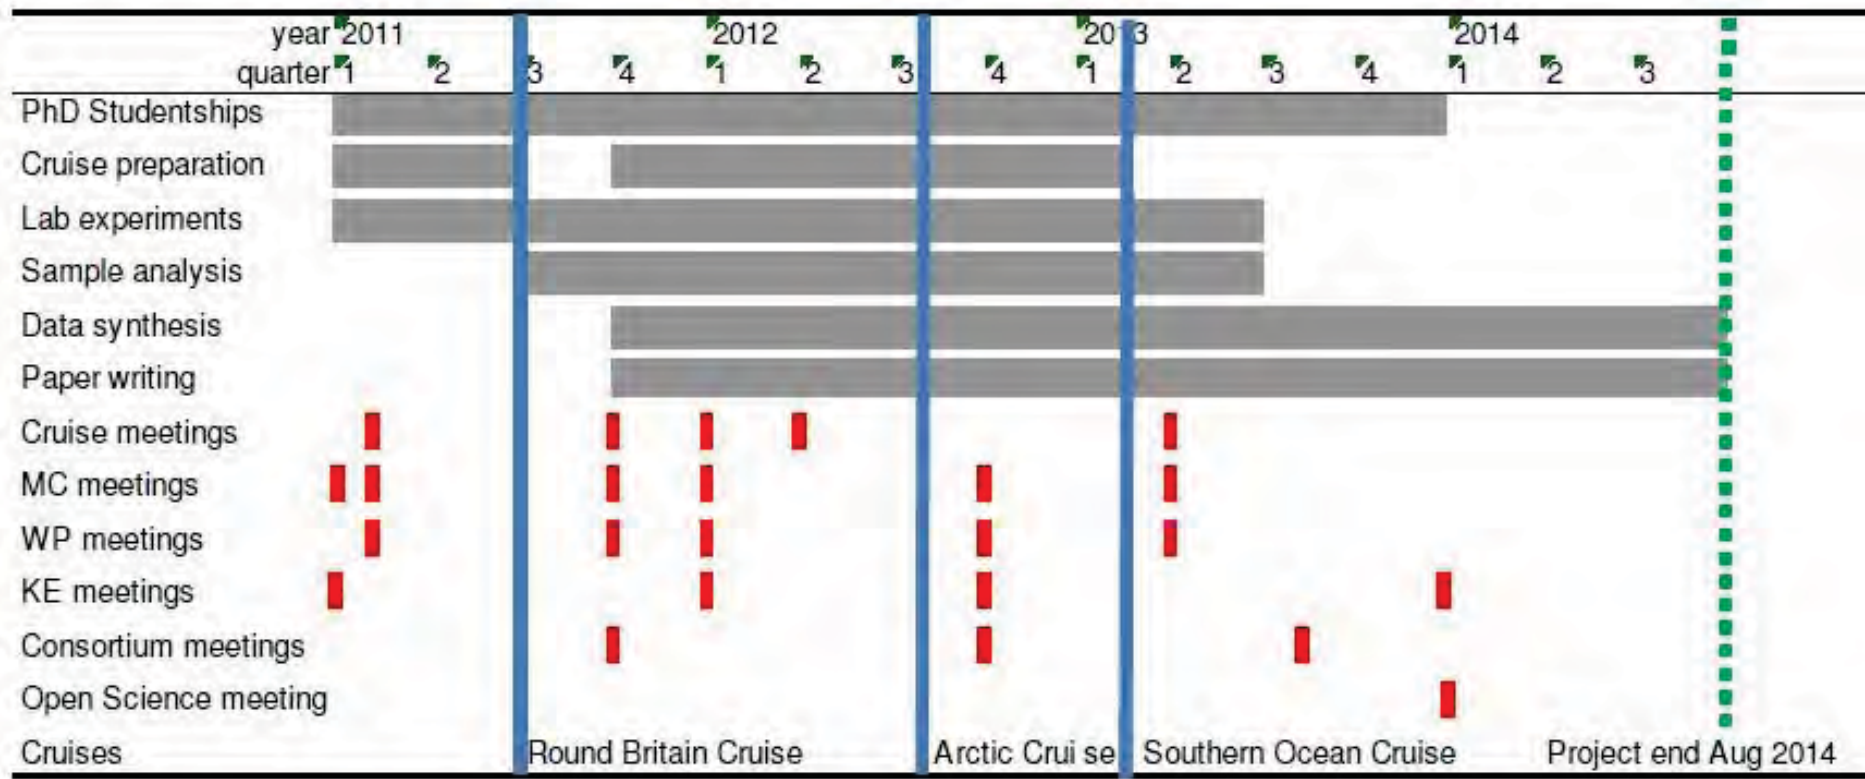 year 2011 2012 2013 2014
quarter 1 2 3 4 1 2 3 4 1 2 3 4 1 2 3
PhD Studentships
Cruise preparation
Lab experiments
Sample analysis
Data synthesis
Paper writing
Cruise meetings
MC meetings
WP meetings
KE meetings
Consortium meetings
Open Science meeting
Cruises Round Britain Cruise Arctic Crui se Southern Ocean Cruise Project end Aug 2014